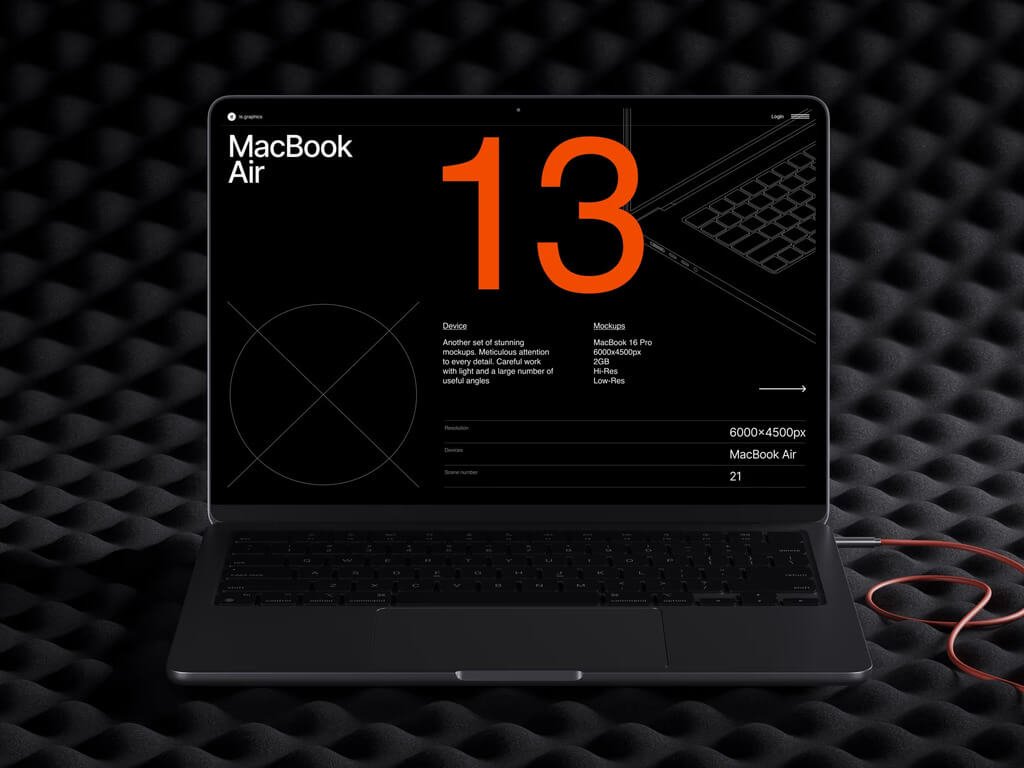 ls.graphics
Login
MacBook
Air
13
Device
Another set of stunning
mockups. Meticulous attention
to every detail. Careful work
with light and a large number of
useful angles
Mockups
MacBook 16 Pro
6000x4500px
2GB
Hi-Res
Low-Res
Resolution
6000×4500px
Devices
MacBook Air
Scene number
21